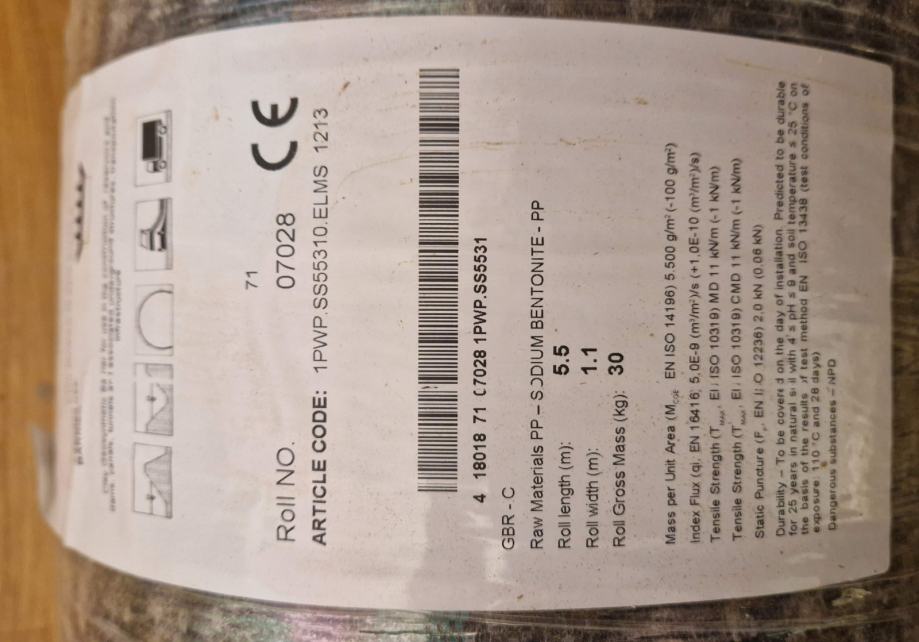 71
Roll NO. 07028
CE
ARTICLE CODE: 1PWP.SS55310.ELMS 1213
4 18018 71 07028 1PWP.SS5531
GBR - C
Raw Materials PP – SODIUM BENTONITE - PP
Roll length (m): 5.5
Roll width (m): 1.1
Roll Gross Mass (kg): 30
Mass per Unit Area EN ISO 14196) 5.500 g/m² (-100 g/m²)
Index Flux (q), EN 16416; 5,0E-9 (m³/m²)/s (+1,0E-10 (m³/m²)/s)
Tensile Strength ISO 10319) MD 11 kN/m (-1 kN/m)
Tensile Strength ISO 10319) CMD 11 kN/m (-1 kN/m)
Static Puncture 12236) 2,0 kN (0,06 kN)
Durability – To be covered on the day of installation. Predicted to be durable
for 25 years in natural soil with 4 ≤ pH ≤ 9 and soil temperature ≤ 25 °C on
the basis of the results of test method EN ISO 13438 (test conditions of
exposure: 110 °C and 28 days)
Dangerous substances – NPD